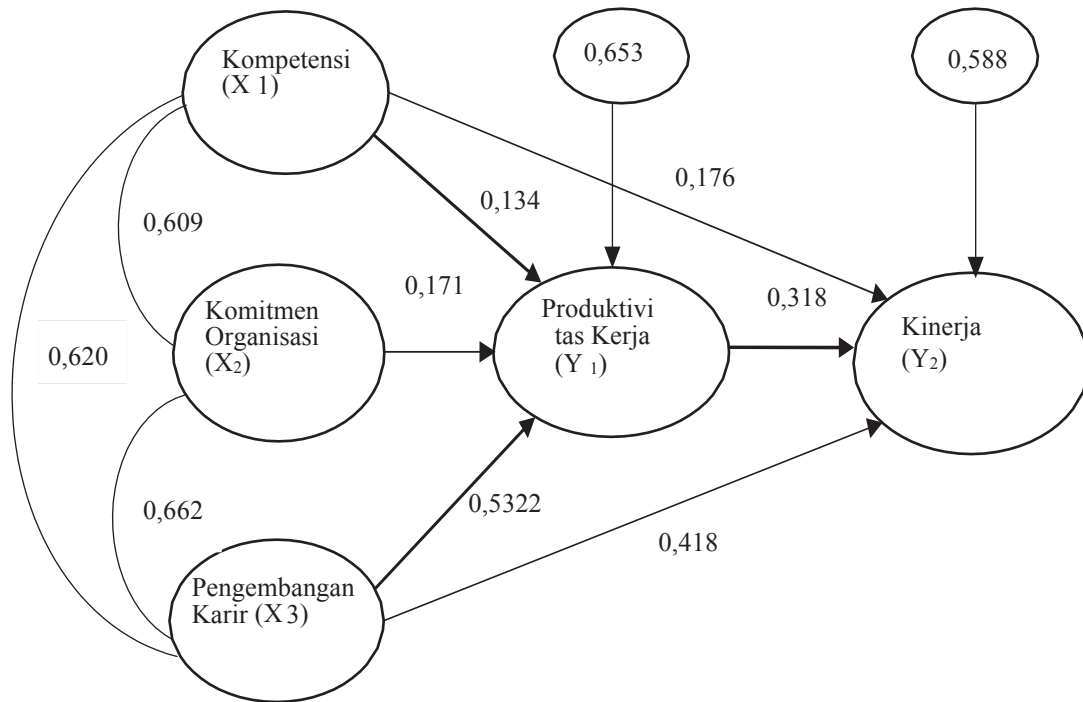 Kompetensi
(X 1)
0,653
0,588
0,176
0,134
0,609
0,171
0,318
Komitmen
Organisasi
(X₂)
Produktivi
tas Kerja
(Y ₁)
Kinerja
(Y₂)
0,620
0,662
0,5322
0,418
Pengembangan
Karir (X 3)